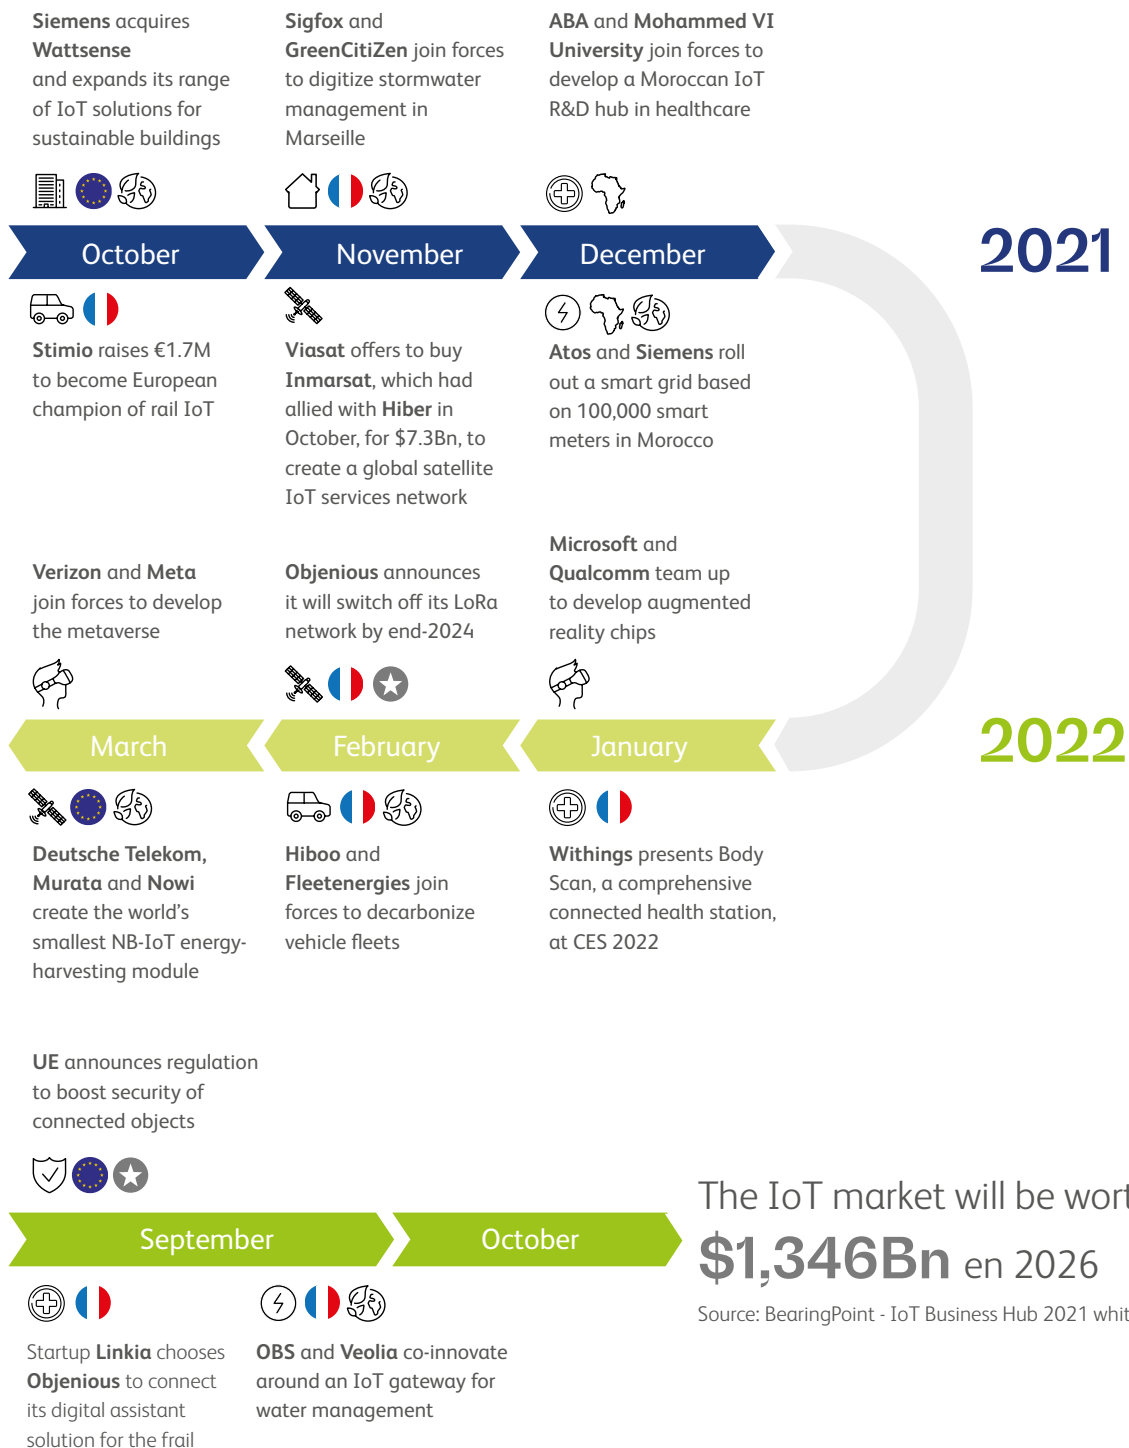 Siemens acquires
Wattsense
and expands its range
of IoT solutions for
sustainable buildings
Sigfox and
GreenCitiZen join forces
to digitize stormwater
management in
Marseille
ABA and Mohammed VI
University join forces to
develop a Moroccan IoT
R&D hub in healthcare
October
November
December
2021
Stimio raises €1.7M
to become European
champion of rail IoT
Viasat offers to buy
Inmarsat, which had
allied with Hiber in
October, for $7.3Bn, to
create a global satellite
IoT services network
Atos and Siemens roll
out a smart grid based
on 100,000 smart
meters in Morocco
Verizon and Meta
join forces to develop
the metaverse
Objenious announces
it will switch off its LoRa
network by end-2024
Microsoft and
Qualcomm team up
to develop augmented
reality chips
March
February
January
2022
Deutsche Telekom,
Murata and Nowi
create the world's
smallest NB-IoT energy-
harvesting module
Hiboo and
Fleetenergies join
forces to decarbonize
vehicle fleets
Withings presents Body
Scan, a comprehensive
connected health station,
at CES 2022
UE announces regulation
to boost security of
connected objects
September
October
The IoT market will be wort
$1,346Bn en 2026
Source: BearingPoint - IoT Business Hub 2021 whit
Startup Linkia chooses
Objenious to connect
its digital assistant
solution for the frail
OBS and Veolia co-innovate
around an IoT gateway for
water management